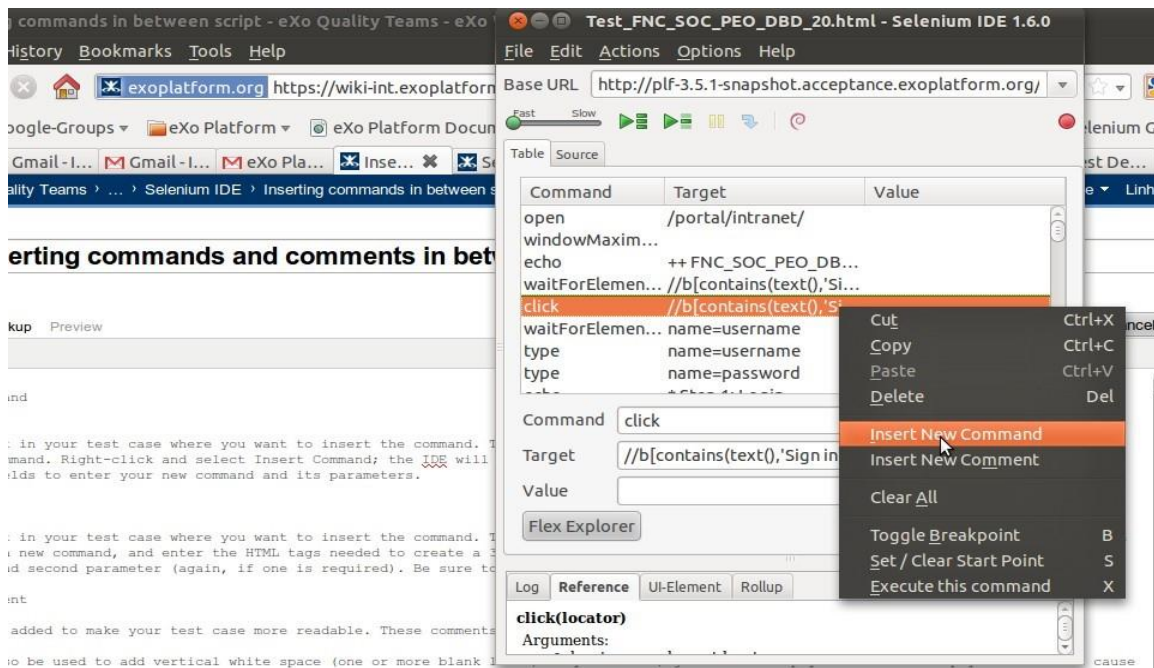 commands in between script - eXo Quality Teams - eXo
History Bookmarks Tools Help
exoplatform.org https://wiki-int.exoplatform
oogle-Groups eXo Platform eXo Platform Docum
Gmail - I... Gmail - I... eXo Pla... Inse...
ality Teams › ... › Selenium IDE › Inserting commands in between s
erting commands and comments in bet
kup Preview
and
in your test case where you want to insert the command. T
mmand. Right-click and select Insert Command; the IDE will
elds to enter your new command and its parameters.
in your test case where you want to insert the command. T
new command, and enter the HTML tags needed to create a 3
nd second parameter (again, if one is required). Be sure to
ent
added to make your test case more readable. These comments
so be used to add vertical white space (one or more blank
Test_FNC_SOC_PEO_DBD_20.html - Selenium IDE 1.6.0
File Edit Actions Options Help
Base URL http://plf-3.5.1-snapshot.acceptance.exoplatform.org/
Fast Slow
Table Source
Command Target Value
open /portal/intranet/
windowMaxim...
echo ++ FNC_SOC_PEO_DB...
waitForElemen... //b[contains(text(),'Si...
click //b[contains(text(),'Si
waitForElemen... name=username
type name=username
type name=password
Command click
Target //b[contains(text(),'Sign in
Value
Flex Explorer
Log Reference UI-Element Rollup
click(locator)
Arguments:
Cut Ctrl+X
Copy Ctrl+C
Paste Ctrl+V
Delete Del
Insert New Command
Insert New Comment
Clear All
Toggle Breakpoint B
Set / Clear Start Point S
Execute this command X
elenium
st De...
e Linh
ncel
cause